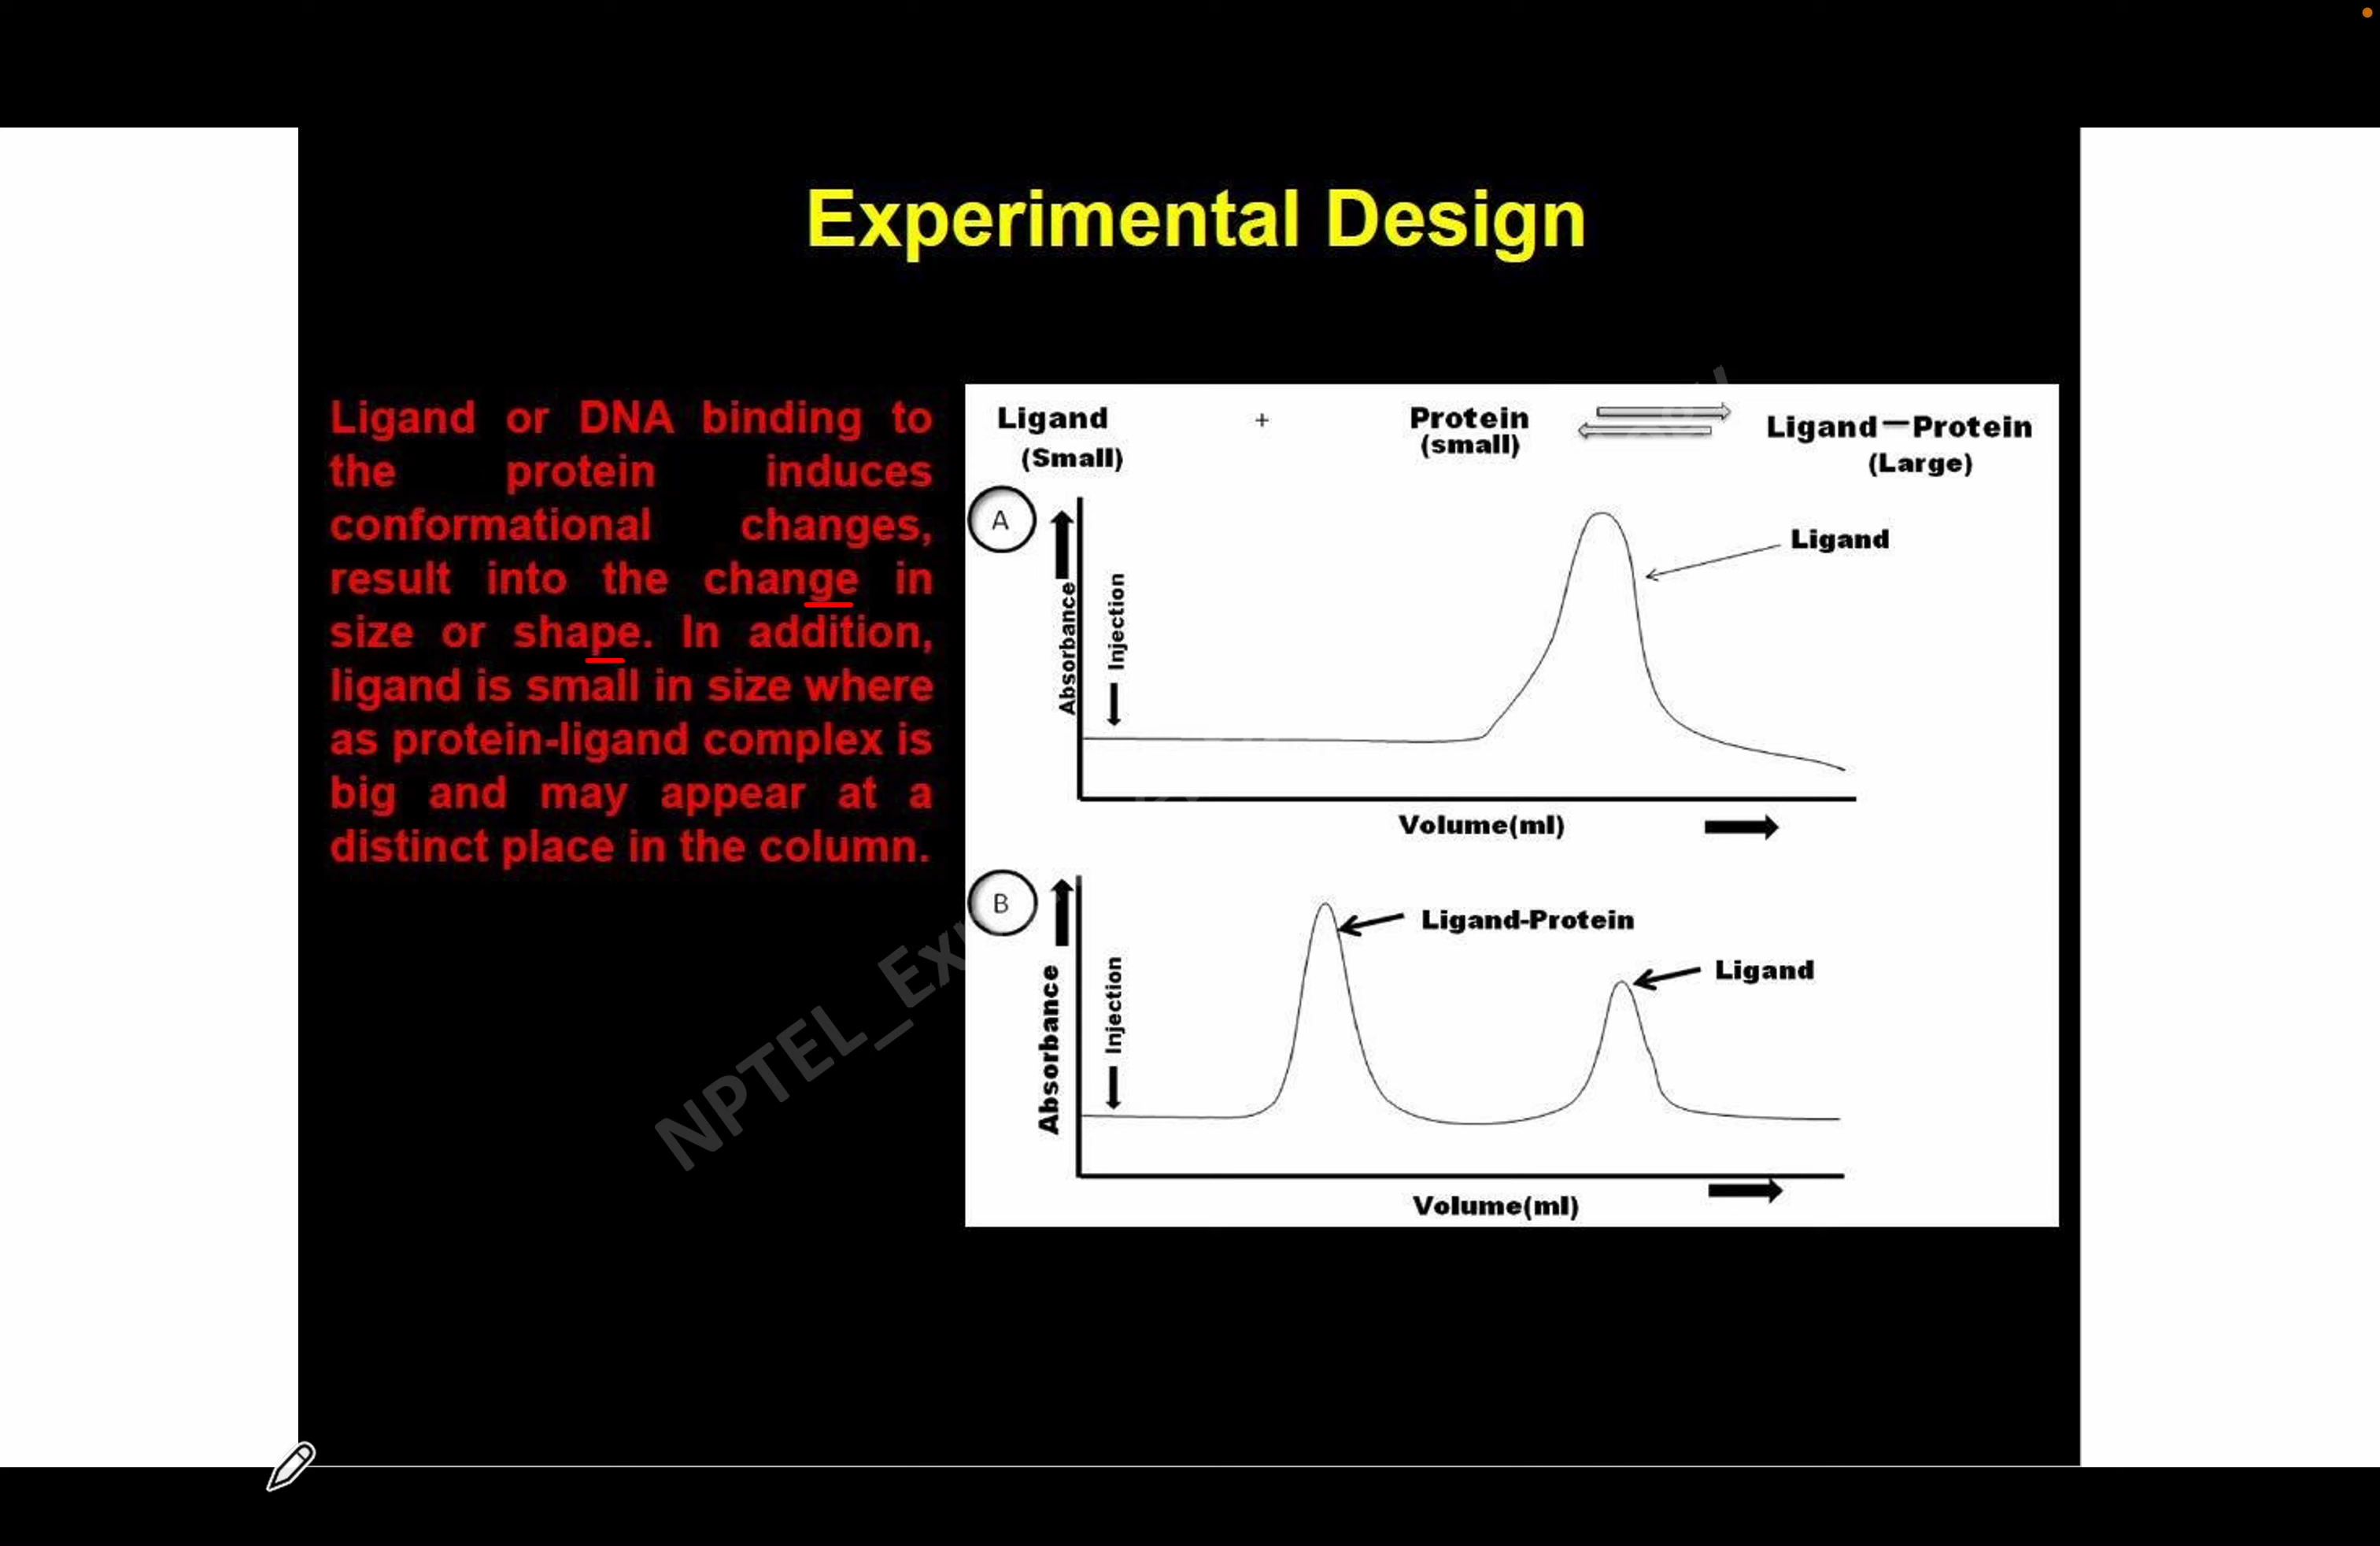 Experimental Design
Ligand or DNA binding to
the protein induces
conformational changes,
result into the change in
size or shape. In addition,
ligand is small in size where
as protein-ligand complex is
big and may appear at a
distinct place in the column.
Ligand + Protein Ligand—Protein
(Small) (small) (Large)
A
Absorbance
Injection
Ligand
Volume(ml)
B
Absorbance
Injection
Ligand-Protein
Ligand
Volume(ml)